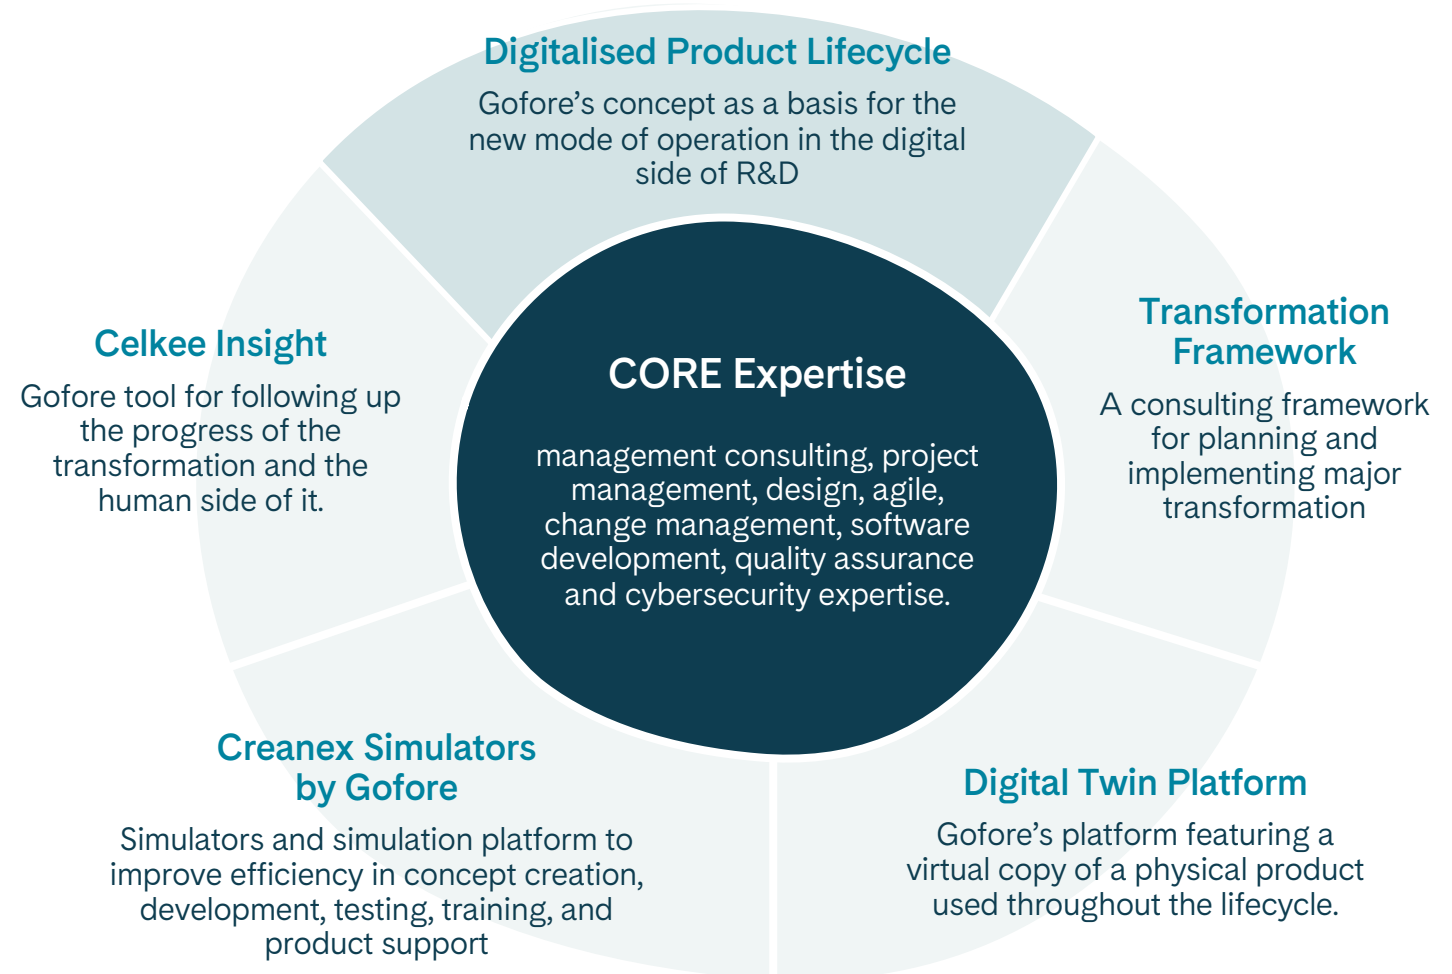 Digitalised Product Lifecycle
Gofore’s concept as a basis for the
new mode of operation in the digital
side of R&D
Transformation
Framework
A consulting framework
for planning and
implementing major
transformation
Celkee Insight
Gofore tool for following up
the progress of the
transformation and the
human side of it.
CORE Expertise
management consulting, project
management, design, agile,
change management, software
development, quality assurance
and cybersecurity expertise.
Creanex Simulators
by Gofore
Simulators and simulation platform to
improve efficiency in concept creation,
development, testing, training, and
product support
Digital Twin Platform
Gofore’s platform featuring a
virtual copy of a physical product
used throughout the lifecycle.